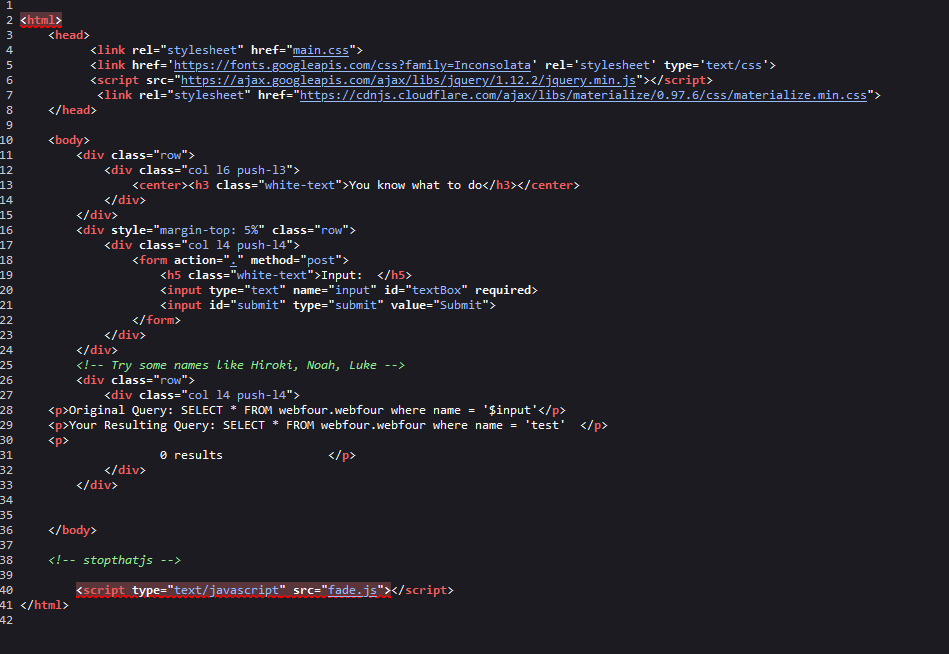 1
2 <html>
3 <head>
4 <link rel="stylesheet" href="main.css">
5 <link href='https://fonts.googleapis.com/css?family=Inconsolata' rel='stylesheet' type='text/css'>
6 <script src="https://ajax.googleapis.com/ajax/libs/jquery/1.12.2/jquery.min.js"></script>
7 <link rel="stylesheet" href="https://cdnjs.cloudflare.com/ajax/libs/materialize/0.97.6/css/materialize.min.css">
8 </head>
9
10 <body>
11 <div class="row">
12 <div class="col l6 push-l3">
13 <center><h3 class="white-text">You know what to do</h3></center>
14 </div>
15 </div>
16 <div style="margin-top: 5%" class="row">
17 <div class="col l4 push-l4">
18 <form action="." method="post">
19 <h5 class="white-text">Input:  </h5>
20 <input type="text" name="input" id="textBox" required>
21 <input id="submit" type="submit" value="Submit">
22 </form>
23 </div>
24 </div>
25 <!-- Try some names like Hiroki, Noah, Luke -->
26 <div class="row">
27 <div class="col l4 push-l4">
28 <p>Original Query: SELECT * FROM webfour.webfour where name = '$input'</p>
29 <p>Your Resulting Query: SELECT * FROM webfour.webfour where name = 'test'  </p>
30 <p>
31 0 results </p>
32 </div>
33 </div>
34
35
36 </body>
37
38 <!-- stopthatjs -->
39
40 <script type="text/javascript" src="fade.js"></script>
41 </html>
42